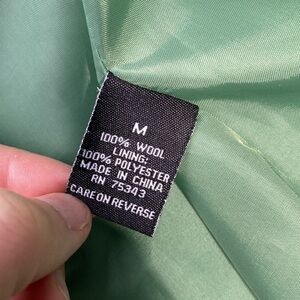 M
100% WOOL
LINING:
100% POLYESTER
MADE IN CHINA
RN 75343
CARE ON REVERSE